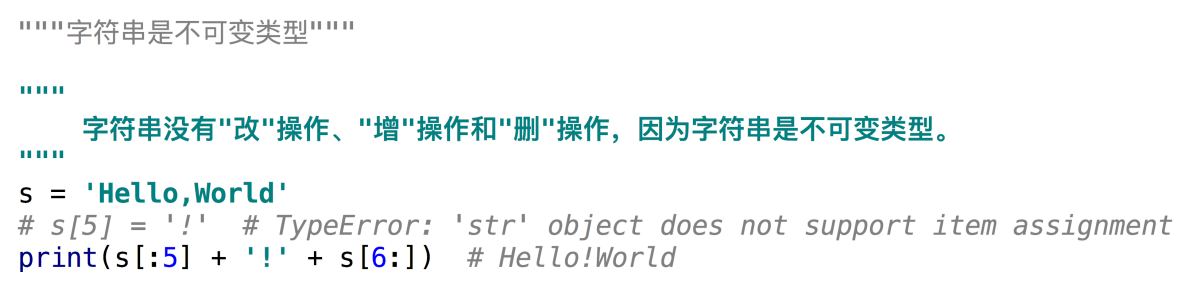 """字符串是不可变类型"""
"""
    字符串没有"改"操作、"增"操作和"删"操作，因为字符串是不可变类型。
"""
s = 'Hello,World'
# s[5] = '!'  # TypeError: 'str' object does not support item assignment
print(s[:5] + '!' + s[6:])  # Hello!World